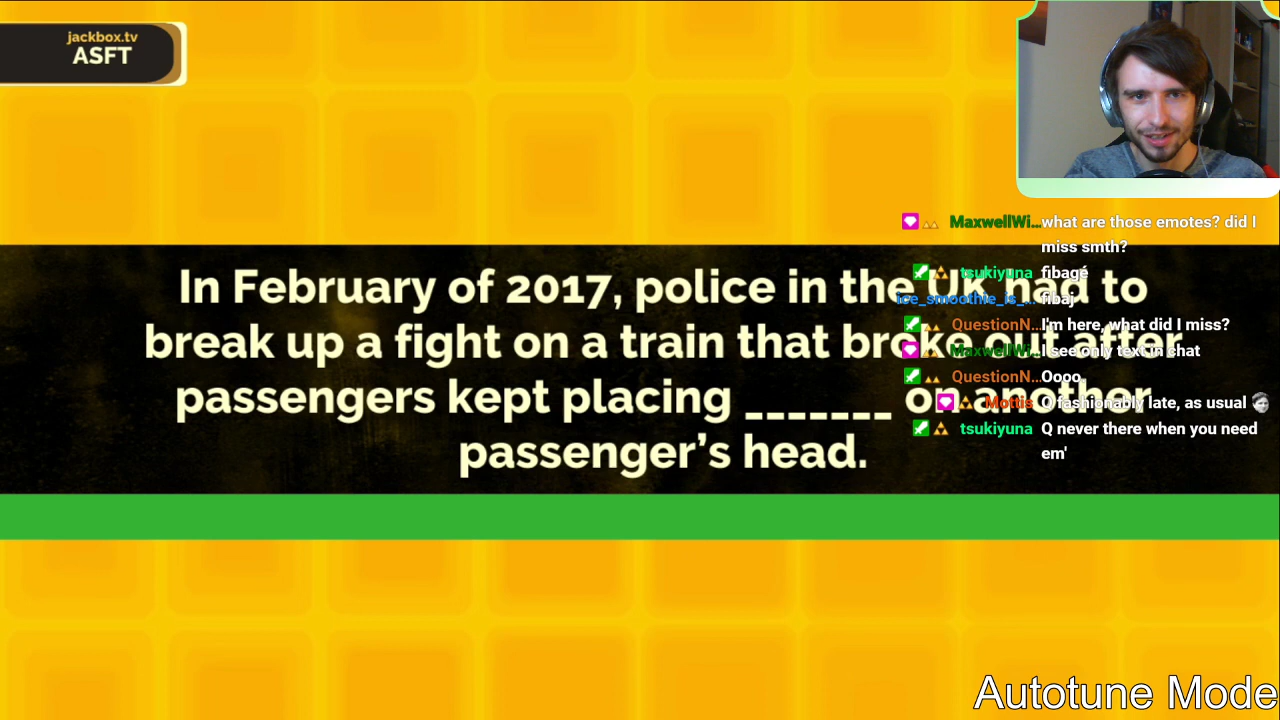 jackbox.tv
ASFT
In February of 2017, police in the UK had to
break up a fight on a train that broke out after
passengers kept placing _______ on another
passenger's head.
MaxwellWi... what are those emotes? did I
miss smth?
tsukiyuna fibagé
ice_smoothie_is_... fibaj
QuestionN... I'm here, what did I miss?
MaxwellWi... I see only text in chat
QuestionN... Oooo
Mottis Q fashionably late, as usual
tsukiyuna Q never there when you need
em'
Autotune Mode